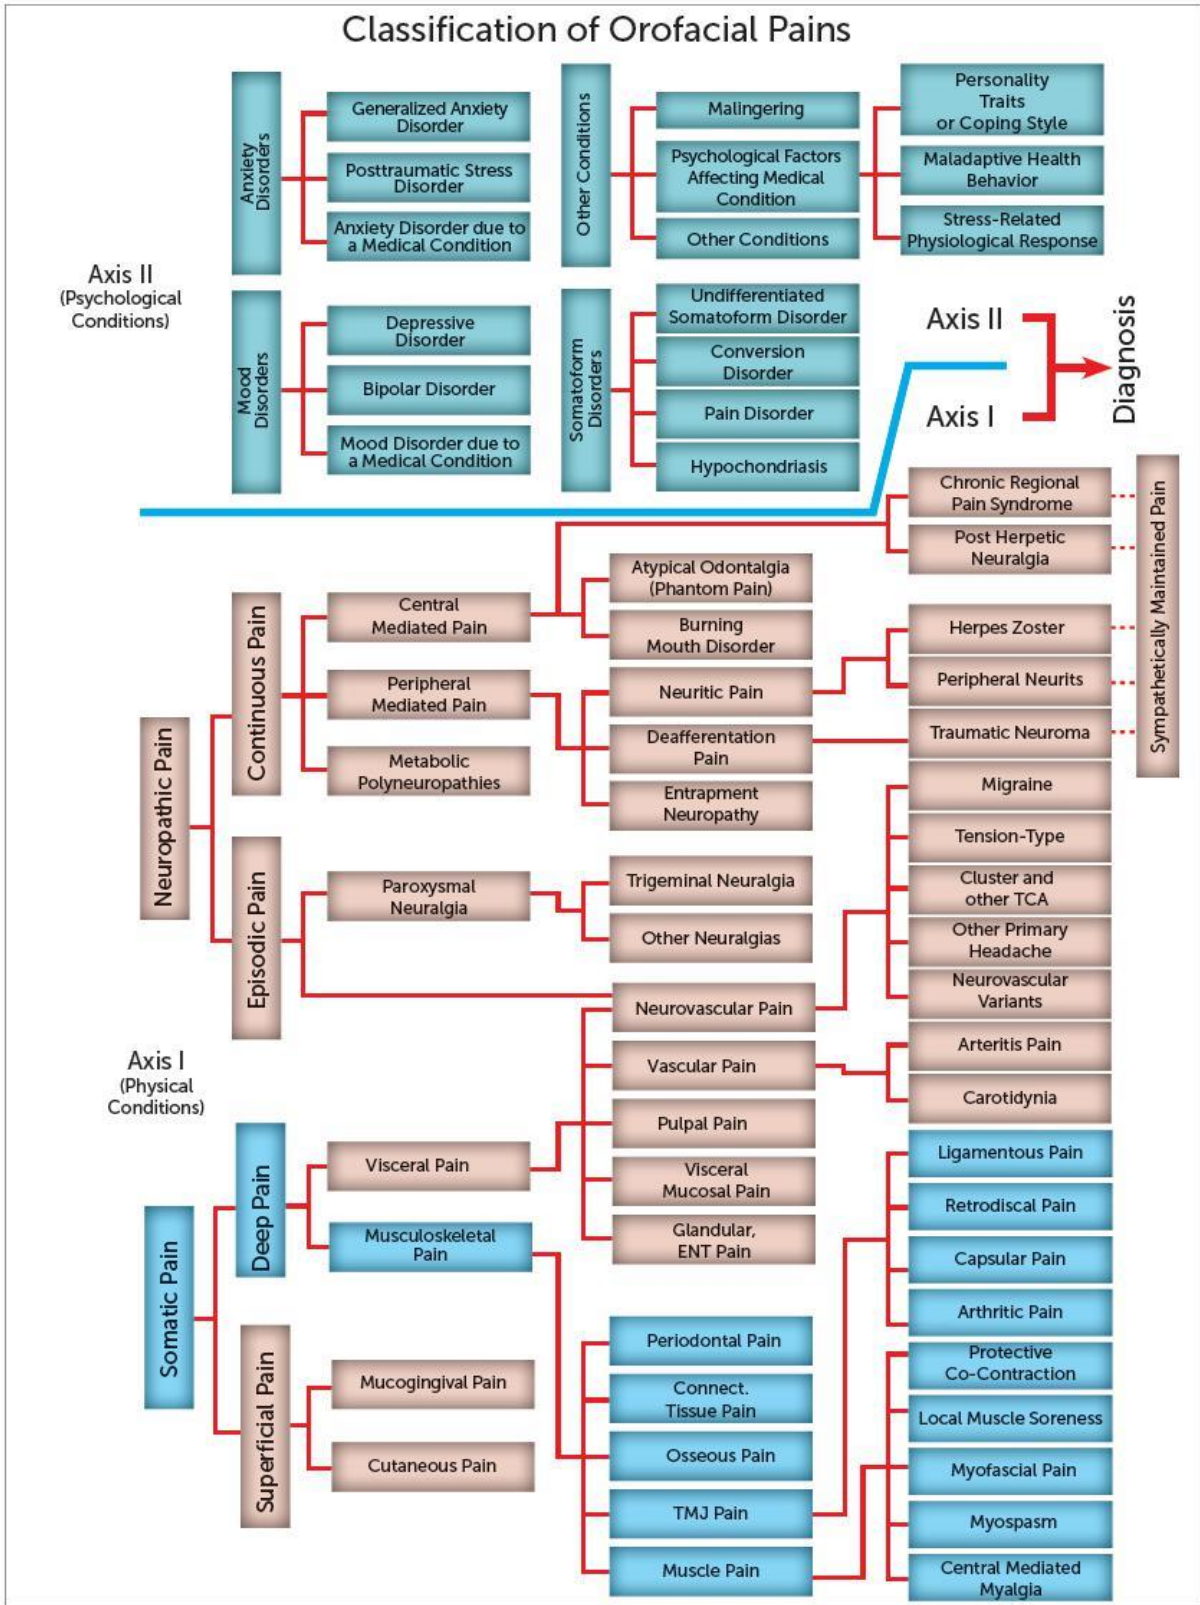 Classification of Orofacial Pains
Axis II
(Psychological
Conditions)
Anxiety
Disorders
Generalized Anxiety
Disorder
Posttraumatic Stress
Disorder
Anxiety Disorder due to
a Medical Condition
Mood
Disorders
Depressive
Disorder
Bipolar Disorder
Mood Disorder due to
a Medical Condition
Other Conditions
Malingering
Psychological Factors
Affecting Medical
Condition
Other Conditions
Personality
Traits
or Coping Style
Maladaptive Health
Behavior
Stress-Related
Physiological Response
Somatoform
Disorders
Undifferentiated
Somatoform Disorder
Conversion
Disorder
Pain Disorder
Hypochondriasis
Axis II
Axis I
Diagnosis
Axis I
(Physical
Conditions)
Neuropathic Pain
Continuous Pain
Central
Mediated Pain
Peripheral
Mediated Pain
Metabolic
Polyneuropathies
Atypical Odontalgia
(Phantom Pain)
Burning
Mouth Disorder
Neuritic Pain
Deafferentation
Pain
Entrapment
Neuropathy
Chronic Regional
Pain Syndrome
Post Herpetic
Neuralgia
Herpes Zoster
Peripheral Neurits
Traumatic Neuroma
Sympathetically Maintained Pain
Episodic Pain
Paroxysmal
Neuralgia
Trigeminal Neuralgia
Other Neuralgias
Neurovascular Pain
Migraine
Tension-Type
Cluster and
other TCA
Other Primary
Headache
Neurovascular
Variants
Somatic Pain
Deep Pain
Visceral Pain
Vascular Pain
Arteritis Pain
Carotidynia
Pulpal Pain
Visceral
Mucosal Pain
Glandular,
ENT Pain
Musculoskeletal
Pain
Periodontal Pain
Connect.
Tissue Pain
Osseous Pain
TMJ Pain
Muscle Pain
Ligamentous Pain
Retrodiscal Pain
Capsular Pain
Arthritic Pain
Protective
Co-Contraction
Local Muscle Soreness
Myofascial Pain
Myospasm
Central Mediated
Myalgia
Superficial Pain
Mucogingival Pain
Cutaneous Pain